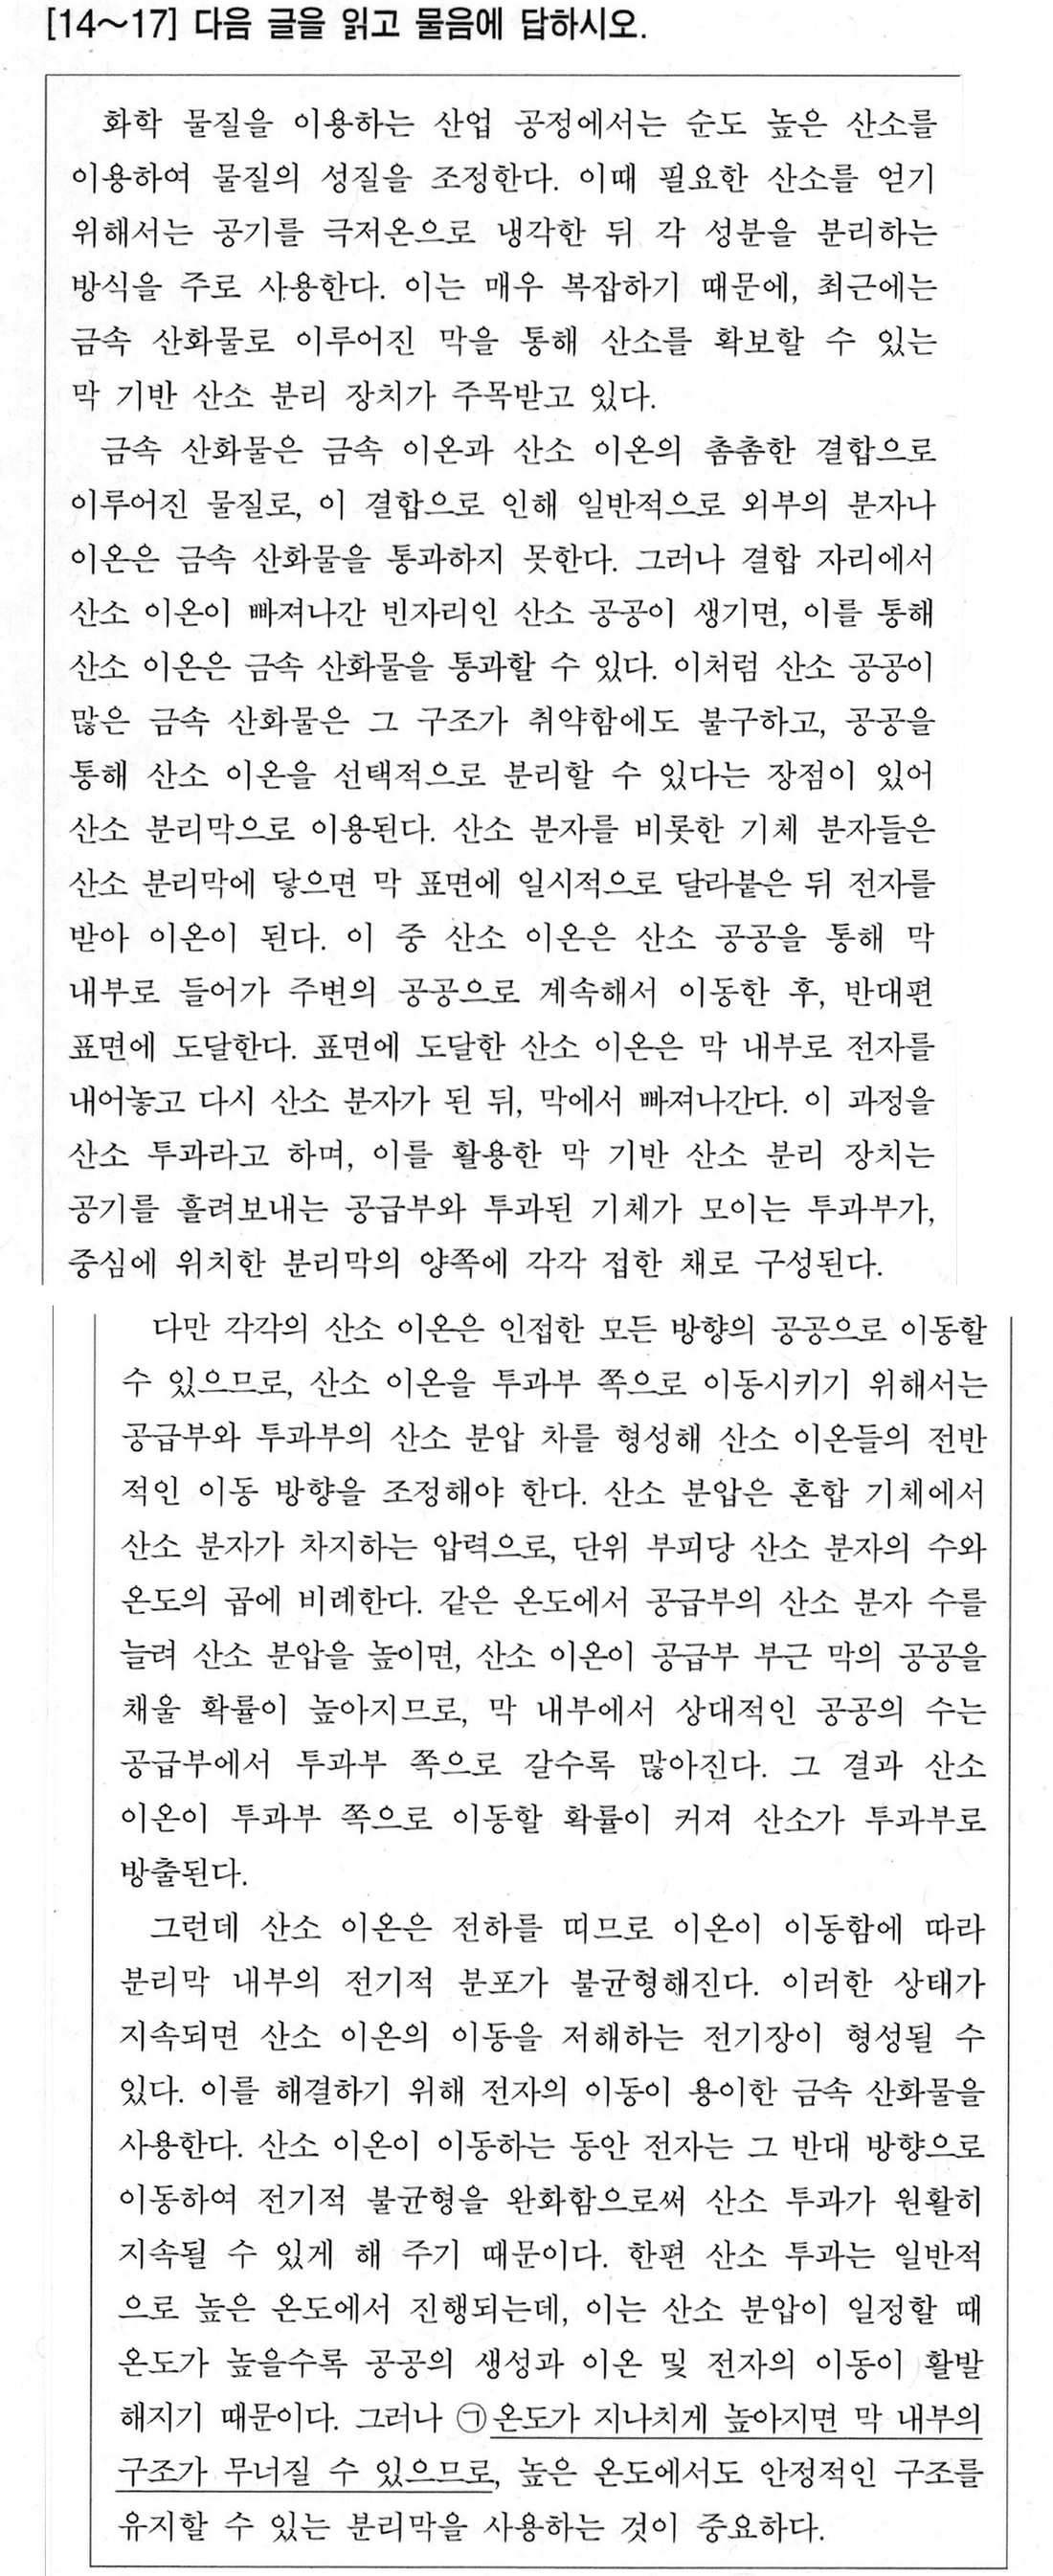 [14～17] 다음 글을 읽고 물음에 답하시오.
화학 물질을 이용하는 산업 공정에서는 순도 높은 산소를
이용하여 물질의 성질을 조정한다. 이때 필요한 산소를 얻기
위해서는 공기를 극저온으로 냉각한 뒤 각 성분을 분리하는
방식을 주로 사용한다. 이는 매우 복잡하기 때문에, 최근에는
금속 산화물로 이루어진 막을 통해 산소를 확보할 수 있는
막 기반 산소 분리 장치가 주목받고 있다.
금속 산화물은 금속 이온과 산소 이온의 촘촘한 결합으로
이루어진 물질로, 이 결합으로 인해 일반적으로 외부의 분자나
이온은 금속 산화물을 통과하지 못한다. 그러나 결합 자리에서
산소 이온이 빠져나간 빈자리인 산소 공공이 생기면, 이를 통해
산소 이온은 금속 산화물을 통과할 수 있다. 이처럼 산소 공공이
많은 금속 산화물은 그 구조가 취약함에도 불구하고, 공공을
통해 산소 이온을 선택적으로 분리할 수 있다는 장점이 있어
산소 분리막으로 이용된다. 산소 분자를 비롯한 기체 분자들은
산소 분리막에 닿으면 막 표면에 일시적으로 달라붙은 뒤 전자를
받아 이온이 된다. 이 중 산소 이온은 산소 공공을 통해 막
내부로 들어가 주변의 공공으로 계속해서 이동한 후, 반대편
표면에 도달한다. 표면에 도달한 산소 이온은 막 내부로 전자를
내어놓고 다시 산소 분자가 된 뒤, 막에서 빠져나간다. 이 과정을
산소 투과라고 하며, 이를 활용한 막 기반 산소 분리 장치는
공기를 흘려보내는 공급부와 투과된 기체가 모이는 투과부가,
중심에 위치한 분리막의 양쪽에 각각 접한 채로 구성된다.
다만 각각의 산소 이온은 인접한 모든 방향의 공공으로 이동할
수 있으므로, 산소 이온을 투과부 쪽으로 이동시키기 위해서는
공급부와 투과부의 산소 분압 차를 형성해 산소 이온들의 전반
적인 이동 방향을 조정해야 한다. 산소 분압은 혼합 기체에서
산소 분자가 차지하는 압력으로, 단위 부피당 산소 분자의 수와
온도의 곱에 비례한다. 같은 온도에서 공급부의 산소 분자 수를
늘려 산소 분압을 높이면, 산소 이온이 공급부 부근 막의 공공을
채울 확률이 높아지므로, 막 내부에서 상대적인 공공의 수는
공급부에서 투과부 쪽으로 갈수록 많아진다. 그 결과 산소
이온이 투과부 쪽으로 이동할 확률이 커져 산소가 투과부로
방출된다.
그런데 산소 이온은 전하를 띠므로 이온이 이동함에 따라
분리막 내부의 전기적 분포가 불균형해진다. 이러한 상태가
지속되면 산소 이온의 이동을 저해하는 전기장이 형성될 수
있다. 이를 해결하기 위해 전자의 이동이 용이한 금속 산화물을
사용한다. 산소 이온이 이동하는 동안 전자는 그 반대 방향으로
이동하여 전기적 불균형을 완화함으로써 산소 투과가 원활히
지속될 수 있게 해 주기 때문이다. 한편 산소 투과는 일반적
으로 높은 온도에서 진행되는데, 이는 산소 분압이 일정할 때
온도가 높을수록 공공의 생성과 이온 및 전자의 이동이 활발
해지기 때문이다. 그러나 ㉠온도가 지나치게 높아지면 막 내부의
구조가 무너질 수 있으므로, 높은 온도에서도 안정적인 구조를
유지할 수 있는 분리막을 사용하는 것이 중요하다.